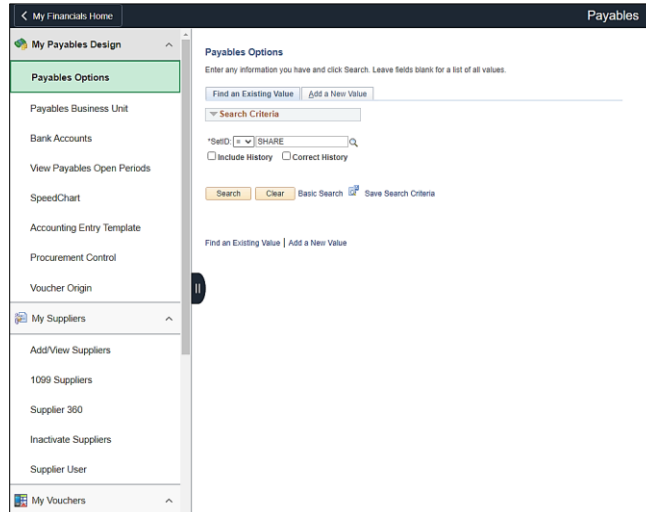 My Financials Home
Payables
My Payables Design
Payables Options
Payables Business Unit
Bank Accounts
View Payables Open Periods
SpeedChart
Accounting Entry Template
Procurement Control
Voucher Origin
My Suppliers
Add/View Suppliers
1099 Suppliers
Supplier 360
Inactivate Suppliers
Supplier User
My Vouchers
Payables Options
Enter any information you have and click Search. Leave fields blank for a list of all values.
Find an Existing Value Add a New Value
Search Criteria
*SetID: = SHARE
Include History Correct History
Search Clear Basic Search Save Search Criteria
Find an Existing Value | Add a New Value